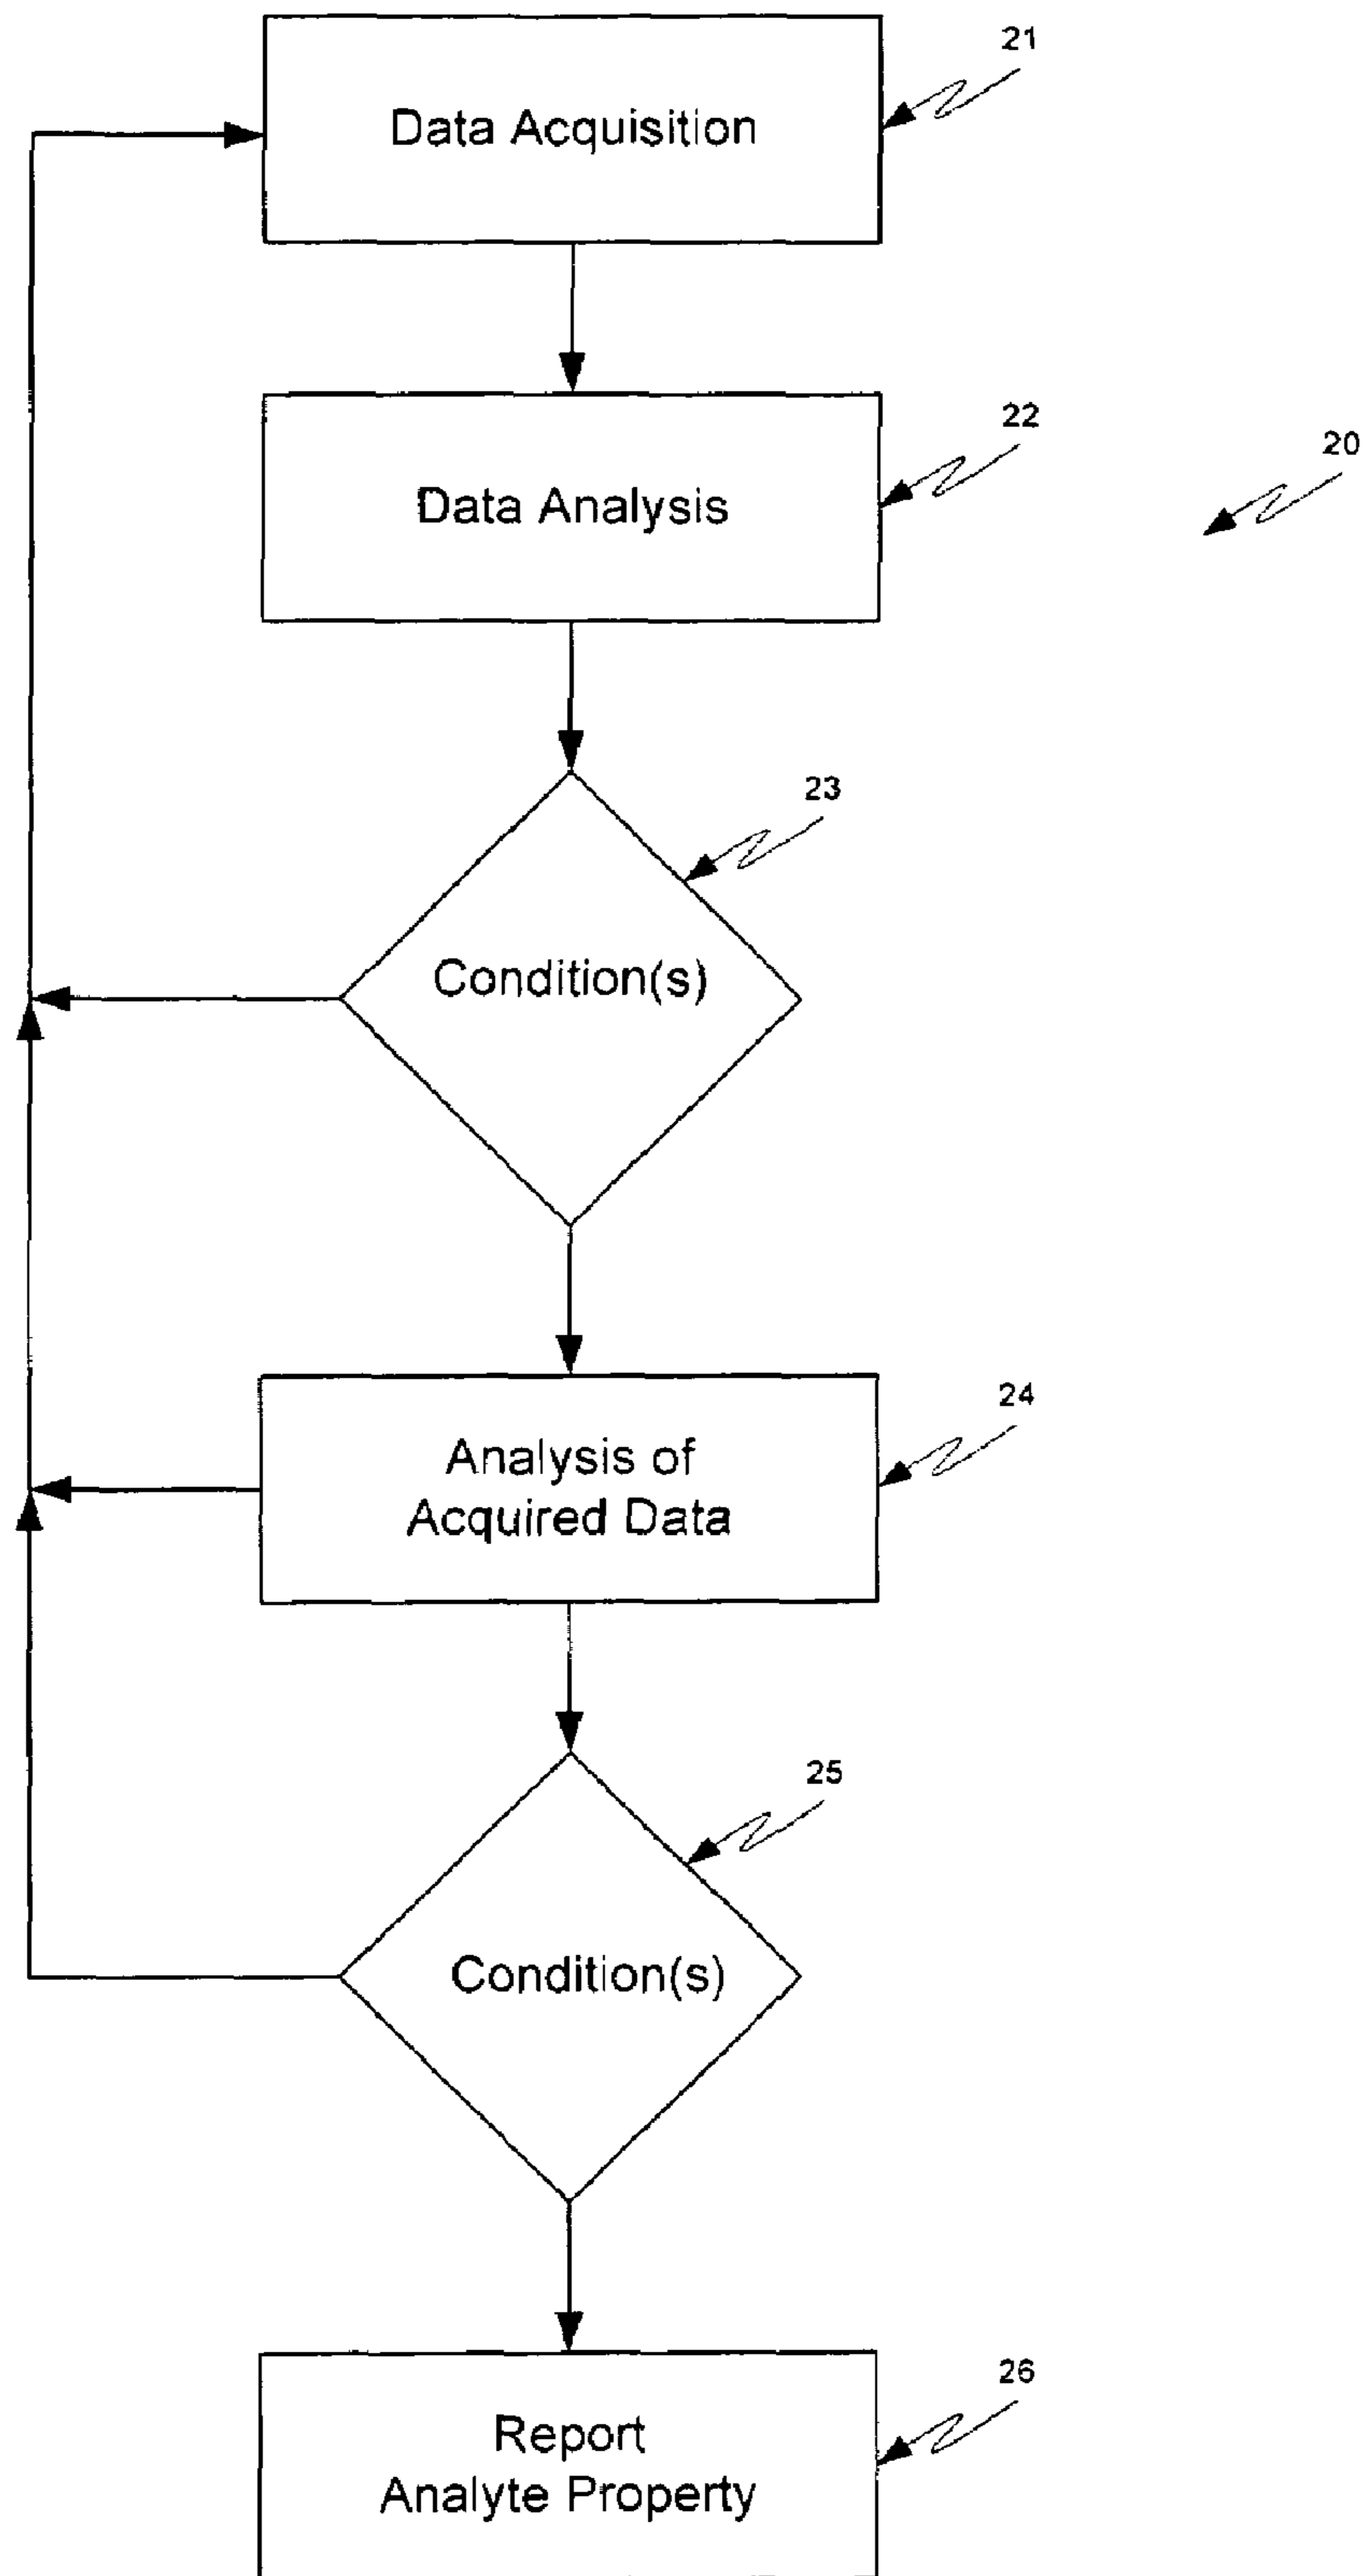 21
Data Acquisition
22
20
Data Analysis
23
Condition(s)
24
Analysis of
Acquired Data
25
Condition(s)
26
Report
Analyte Property